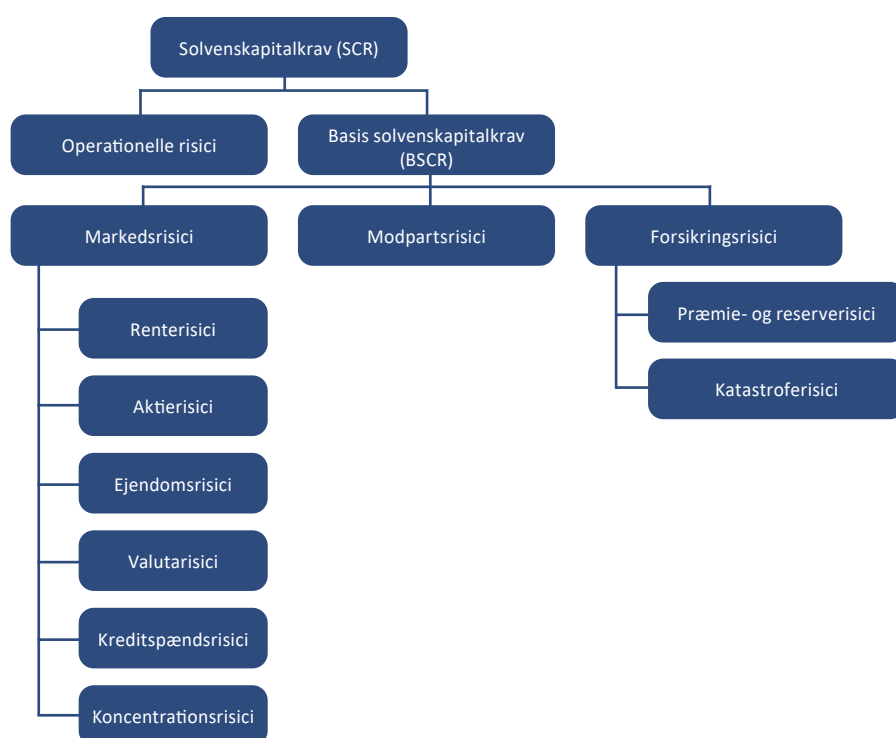 Solvenskapitalkrav (SCR)
Operationelle risici
Basis solvenskapitalkrav
(BSCR)
Markedsrisici
Modpartsrisici
Forsikringsrisici
Renterisici
Aktierisici
Ejendomsrisici
Valutarisici
Kreditspændsrisici
Koncentrationsrisici
Præmie- og reserverisici
Katastroferisici